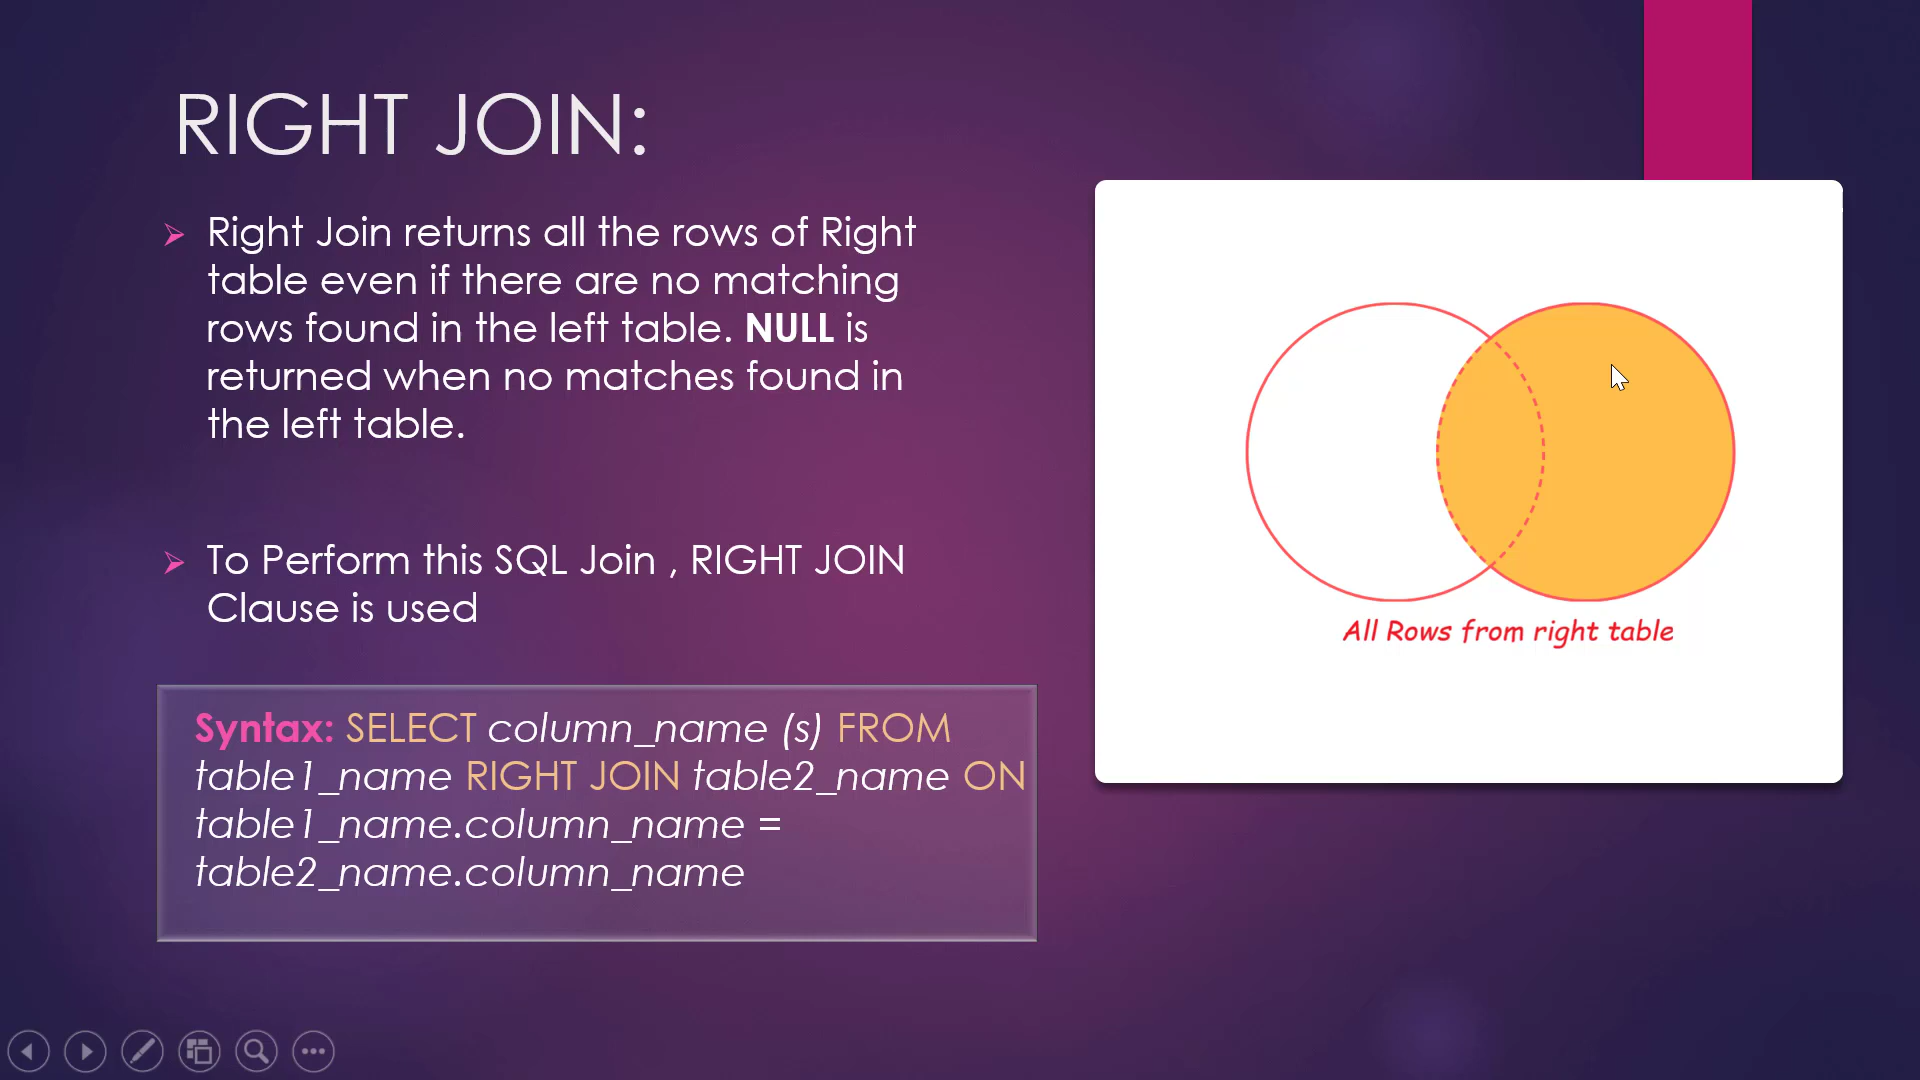 RIGHT JOIN:
Right Join returns all the rows of Right
table even if there are no matching
rows found in the left table. NULL is
returned when no matches found in
the left table.
To Perform this SQL Join , RIGHT JOIN
Clause is used
Syntax: SELECT column_name (s) FROM
table1_name RIGHT JOIN table2_name ON
table1_name.column_name =
table2_name.column_name
All Rows from right table